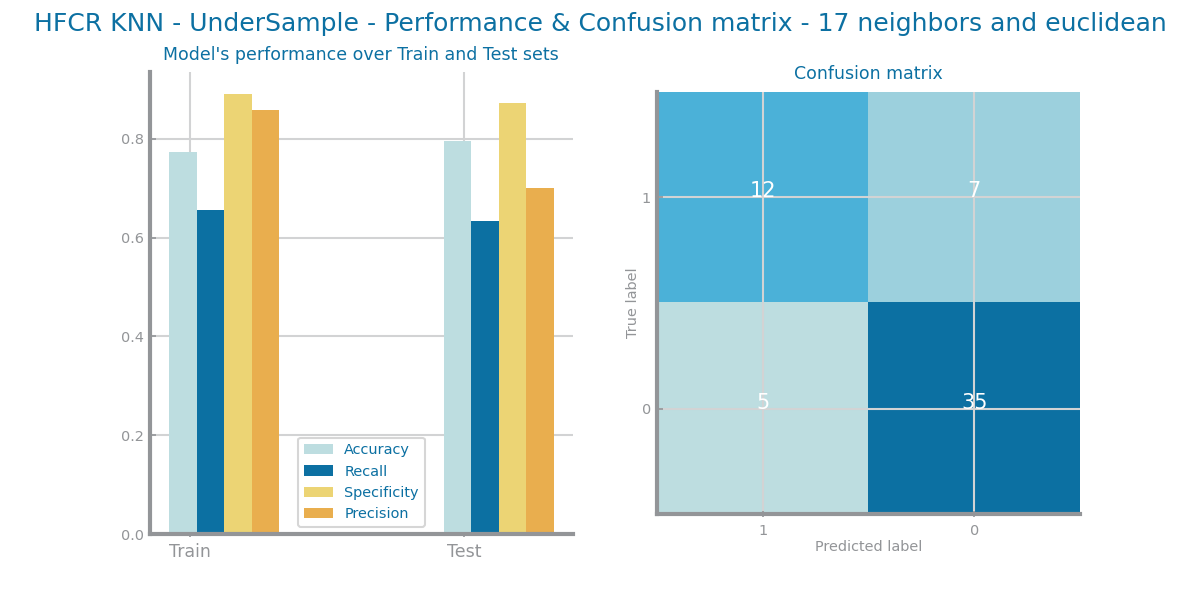 HFCR KNN - UnderSample - Performance & Confusion matrix - 17 neighbors and euclidean
Model's performance over Train and Test sets
0.8
0.6
0.4
0.2
0.0
Accuracy
Recall
Specificity
Precision
Train Test
Confusion matrix
True label
1
0
12 7
5 35
1 0
Predicted label